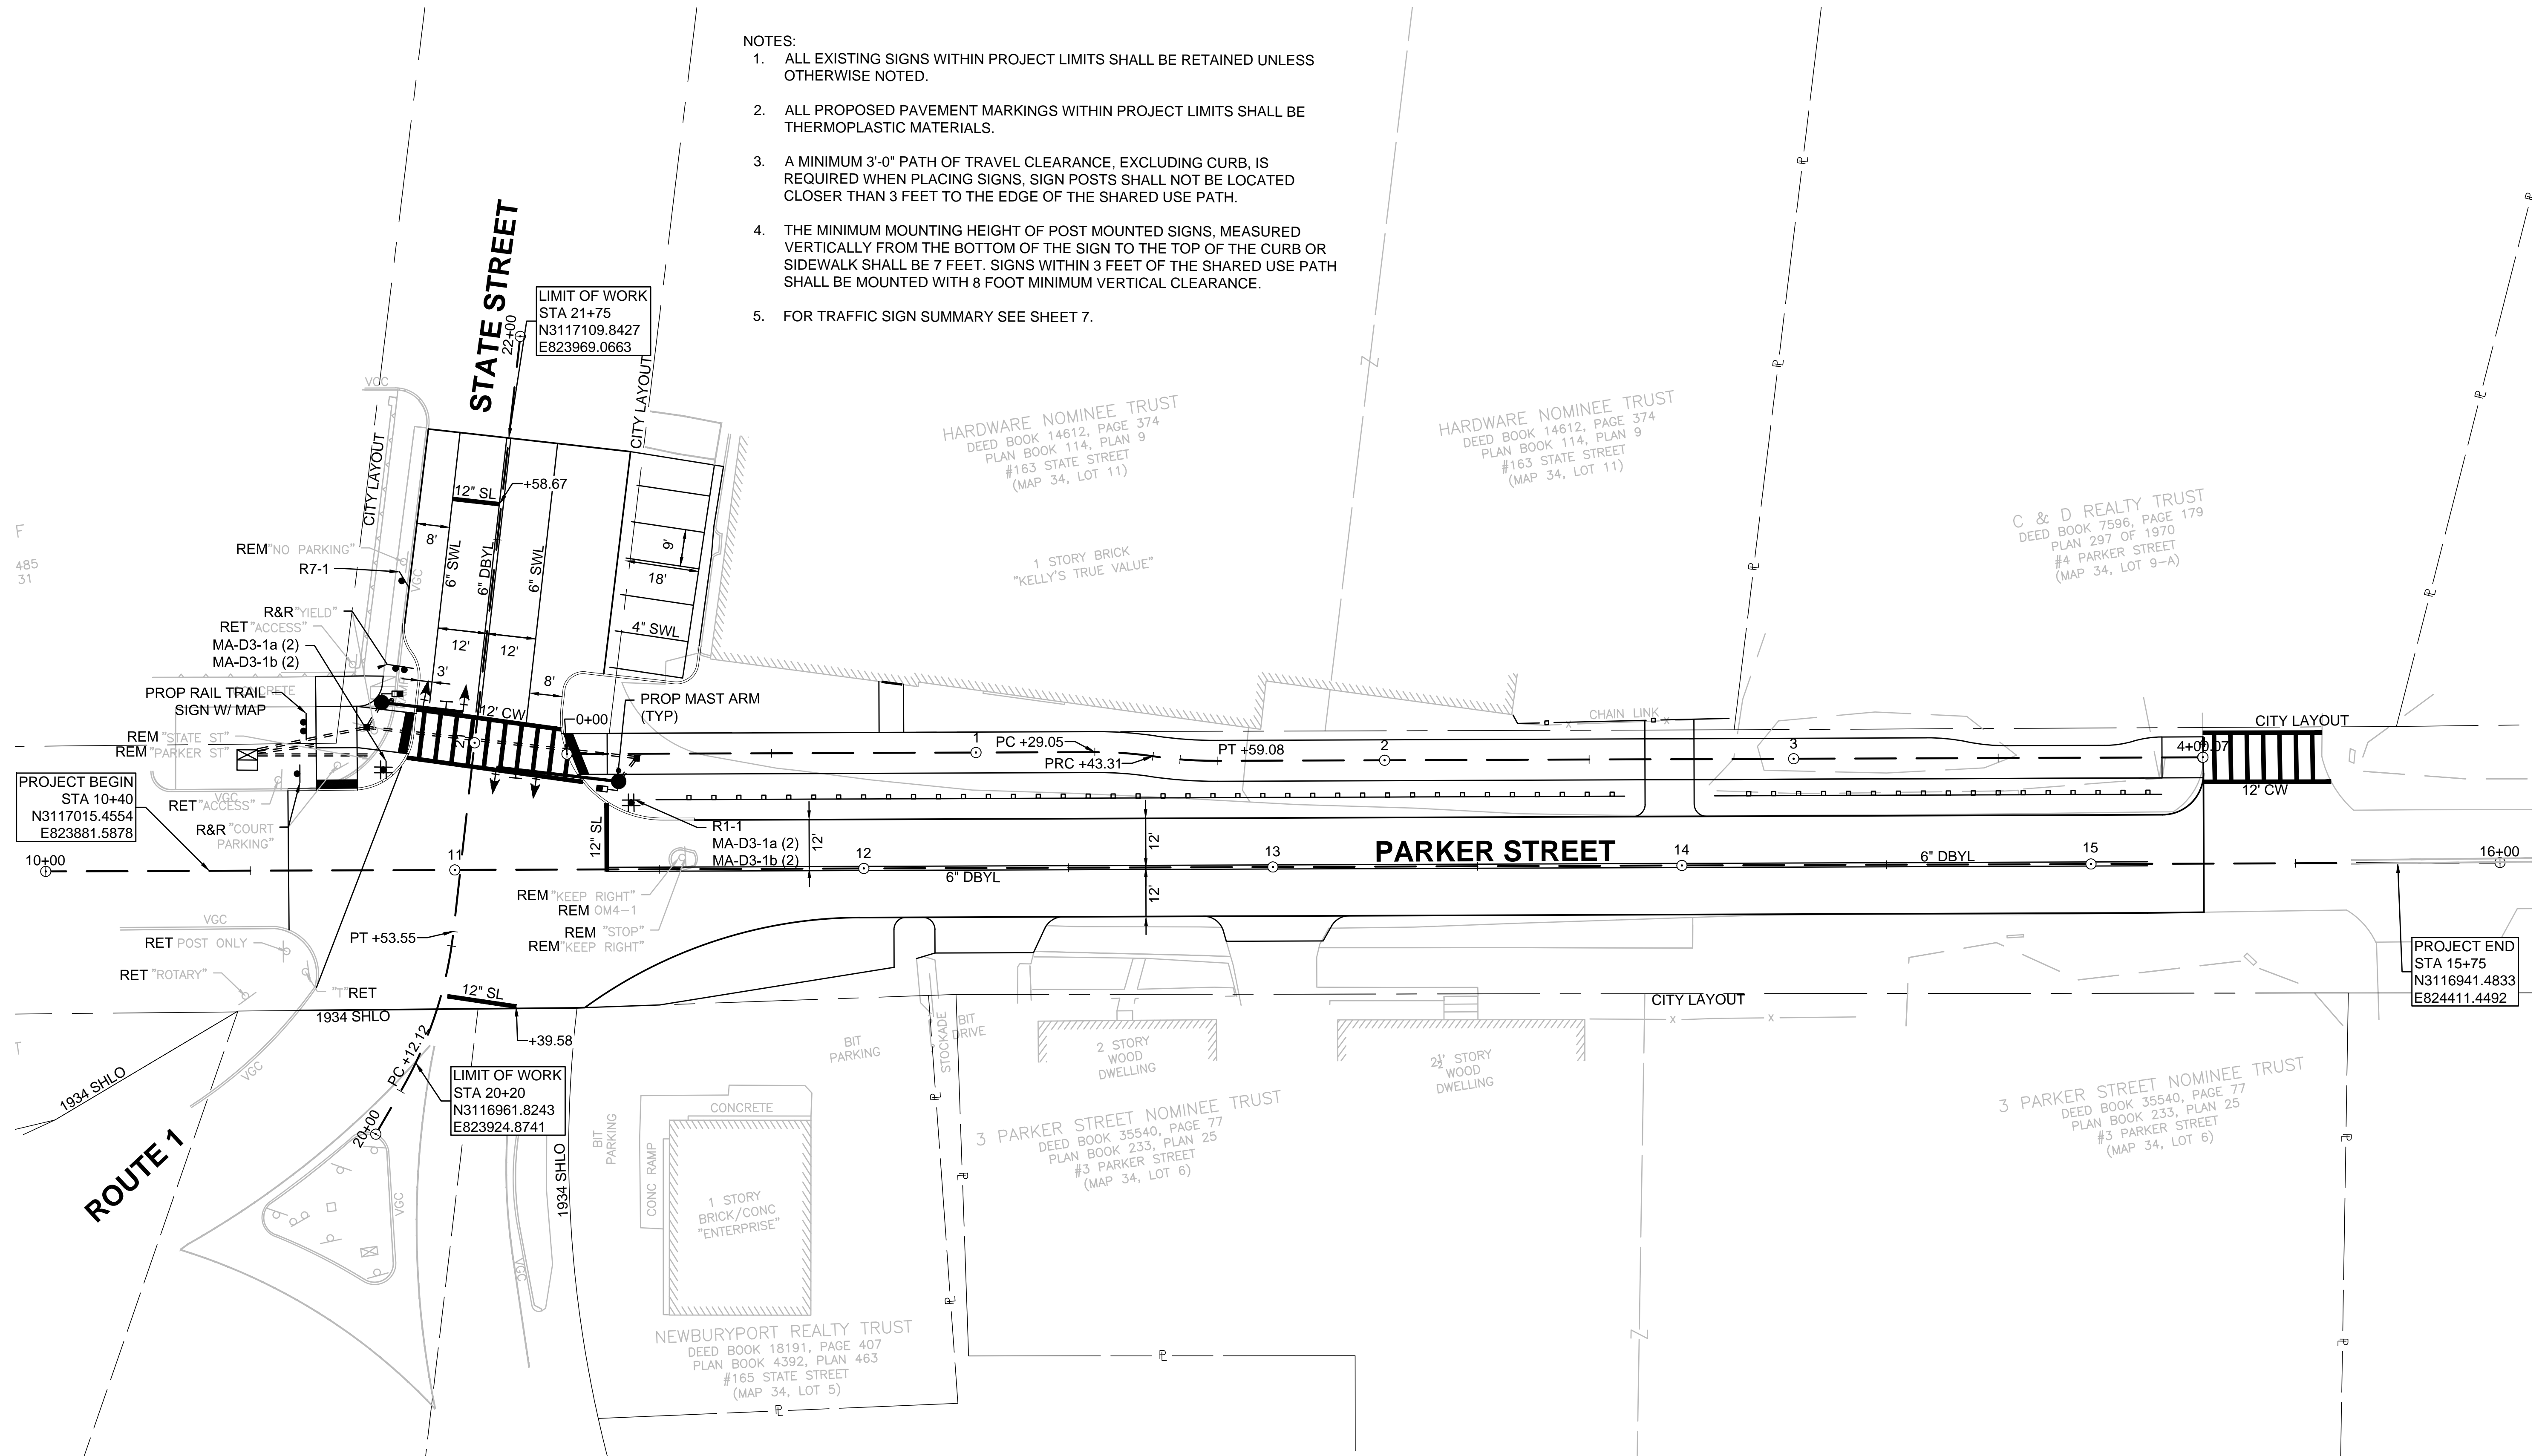 NOTES:
1. ALL EXISTING SIGNS WITHIN PROJECT LIMITS SHALL BE RETAINED UNLESS
OTHERWISE NOTED.
2. ALL PROPOSED PAVEMENT MARKINGS WITHIN PROJECT LIMITS SHALL BE
THERMOPLASTIC MATERIALS.
3. A MINIMUM 3'-0" PATH OF TRAVEL CLEARANCE, EXCLUDING CURB, IS
REQUIRED WHEN PLACING SIGNS, SIGN POSTS SHALL NOT BE LOCATED
CLOSER THAN 3 FEET TO THE EDGE OF THE SHARED USE PATH.
4. THE MINIMUM MOUNTING HEIGHT OF POST MOUNTED SIGNS, MEASURED
VERTICALLY FROM THE BOTTOM OF THE SIGN TO THE TOP OF THE CURB OR
SIDEWALK SHALL BE 7 FEET. SIGNS WITHIN 3 FEET OF THE SHARED USE PATH
SHALL BE MOUNTED WITH 8 FOOT MINIMUM VERTICAL CLEARANCE.
5. FOR TRAFFIC SIGN SUMMARY SEE SHEET 7.
STATE STREET
22+00
LIMIT OF WORK
STA 21+75
N3117109.8427
E823969.0663
CITY LAYOUT
CITY LAYOUT
VCC
VGC
12" SL
+58.67
8'
6" SWL
6" DBYL
6" SWL
9'
18'
4" SWL
12'
12'
3'
8'
F
485
31
REM "NO PARKING"
R7-1
R&R "YIELD"
RET "ACCESS"
MA-D3-1a (2)
MA-D3-1b (2)
PROP RAIL TRAIL
SIGN W/ MAP
REM "STATE ST"
REM "PARKER ST"
12' CW
21
0+00
PROP MAST ARM
(TYP)
HARDWARE NOMINEE TRUST
DEED BOOK 14612, PAGE 374
PLAN BOOK 114, PLAN 9
#163 STATE STREET
(MAP 34, LOT 11)
1 STORY BRICK
"KELLY'S TRUE VALUE"
HARDWARE NOMINEE TRUST
DEED BOOK 14612, PAGE 374
PLAN BOOK 114, PLAN 9
#163 STATE STREET
(MAP 34, LOT 11)
C & D REALTY TRUST
DEED BOOK 7596, PAGE 179
PLAN 297 OF 1970
#4 PARKER STREET
(MAP 34, LOT 9-A)
CHAIN LINK
x x
CITY LAYOUT
1
PC +29.05
PRC +43.31
PT +59.08
2
3
4+00.07
12' CW
PROJECT BEGIN
STA 10+40
N3117015.4554
E823881.5878
VGC
RET "ACCESS"
R&R "COURT
PARKING"
10+00
11
12" SL
R1-1
MA-D3-1a (2)
MA-D3-1b (2)
12'
12'
12'
12
13
PARKER STREET
14
6" DBYL
6" DBYL
15
16+00
REM "KEEP RIGHT"
REM OM4-1
REM "STOP"
REM "KEEP RIGHT"
VGC
RET POST ONLY
RET "ROTARY"
"T" RET
PT +53.55
12" SL
1934 SHLO
+39.58
PC +12.12
LIMIT OF WORK
STA 20+20
N3116961.8243
E823924.8741
20+00
1934 SHLO
ROUTE 1
T
VGC
VGC
VGC
1934 SHLO
BIT
PARKING
BIT
PARKING
STOCKADE
BIT
DRIVE
CONCRETE
CONC RAMP
1 STORY
BRICK/CONC
"ENTERPRISE"
2 STORY
WOOD
DWELLING
2½ STORY
WOOD
DWELLING
CITY LAYOUT
x x
PROJECT END
STA 15+75
N3116941.4833
E824411.4492
3 PARKER STREET NOMINEE TRUST
DEED BOOK 35540, PAGE 77
PLAN BOOK 233, PLAN 25
#3 PARKER STREET
(MAP 34, LOT 6)
3 PARKER STREET NOMINEE TRUST
DEED BOOK 35540, PAGE 77
PLAN BOOK 233, PLAN 25
#3 PARKER STREET
(MAP 34, LOT 6)
NEWBURYPORT REALTY TRUST
DEED BOOK 18191, PAGE 407
PLAN BOOK 4392, PLAN 463
#165 STATE STREET
(MAP 34, LOT 5)